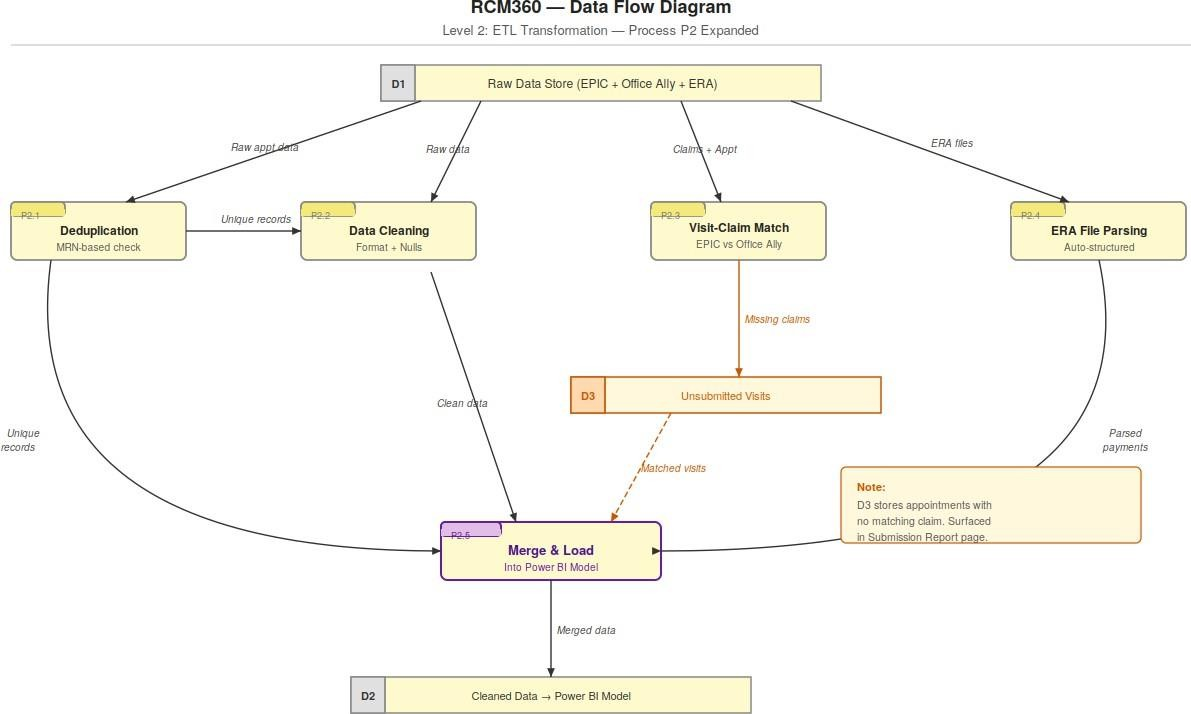 RCM360 — Data Flow Diagram
Level 2: ETL Transformation — Process P2 Expanded
D1
Raw Data Store (EPIC + Office Ally + ERA)
Raw appt data
Raw data
Claims + Appt
ERA files
P2.1
Deduplication
MRN-based check
Unique records
P2.2
Data Cleaning
Format + Nulls
P2.3
Visit-Claim Match
EPIC vs Office Ally
P2.4
ERA File Parsing
Auto-structured
Missing claims
D3
Unsubmitted Visits
Clean data
Unique
records
Matched visits
Parsed
payments
Note:
D3 stores appointments with
no matching claim. Surfaced
in Submission Report page.
P2.5
Merge & Load
Into Power BI Model
Merged data
D2
Cleaned Data → Power BI Model